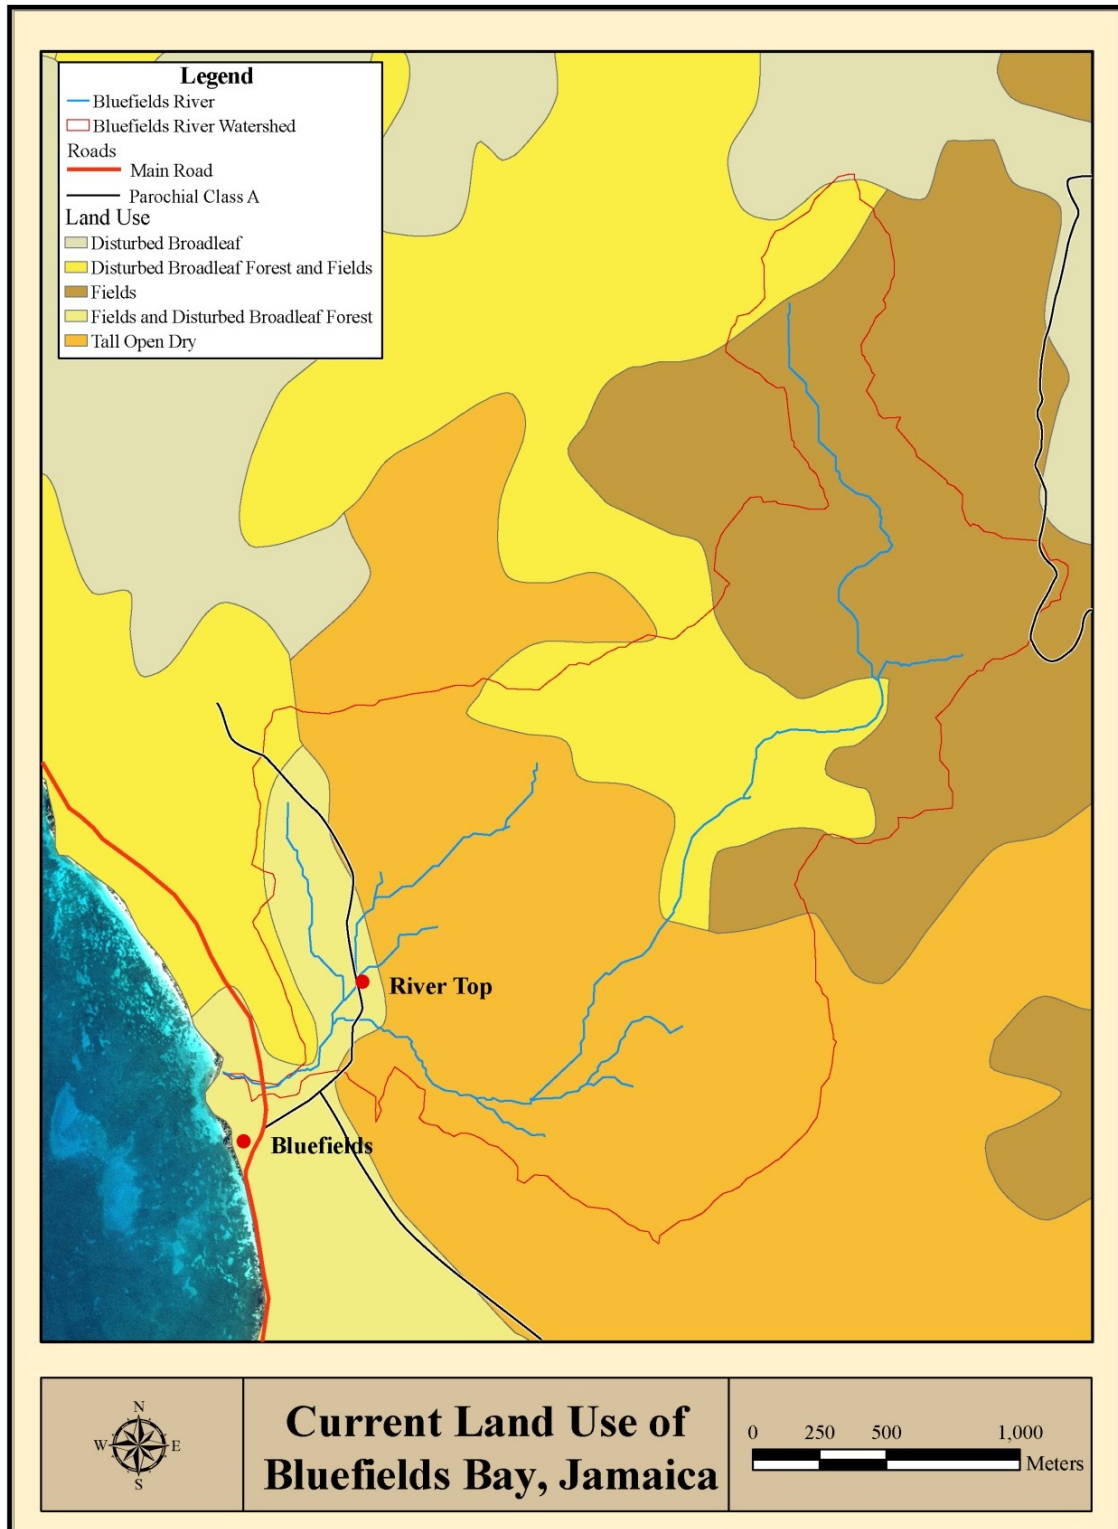 Legend
Bluefields River
Bluefields River Watershed
Roads
Main Road
Parochial Class A
Land Use
Disturbed Broadleaf
Disturbed Broadleaf Forest and Fields
Fields
Fields and Disturbed Broadleaf Forest
Tall Open Dry
River Top
Bluefields
N
W E
S
Current Land Use of
Bluefields Bay, Jamaica
0 250 500 1,000
Meters